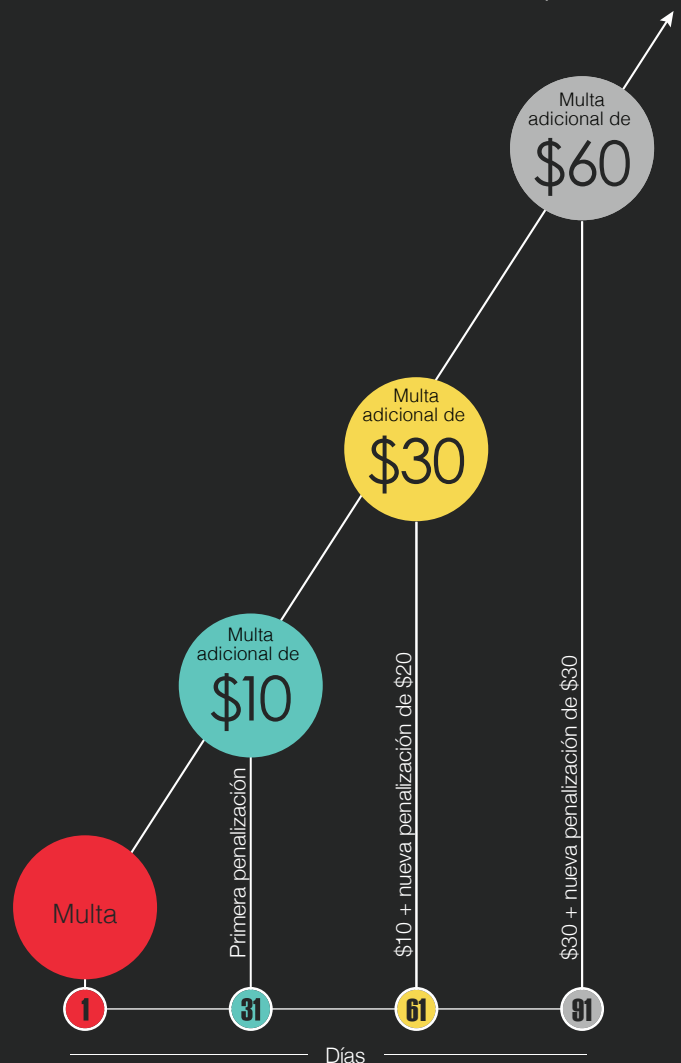 Multa
adicional de
$60
Multa
adicional de
$30
Multa
adicional de
$10
Multa
Primera penalización
$10 + nueva penalización de $20
$30 + nueva penalización de $30
1
31
61
91
Días